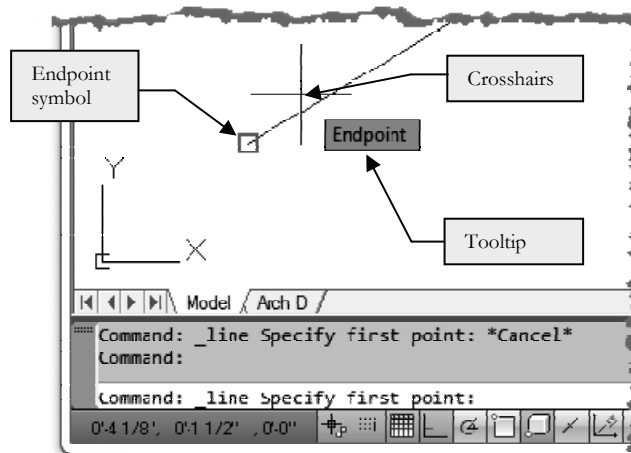 Endpoint
symbol
Crosshairs
Endpoint
Y
Tooltip
X
Model / Arch D /
Command: _line Specify first point: *Cancel*
Command:
Command: _line Specify first point:
0'-4 1/8", 0'-1 1/2" , 0'-0"